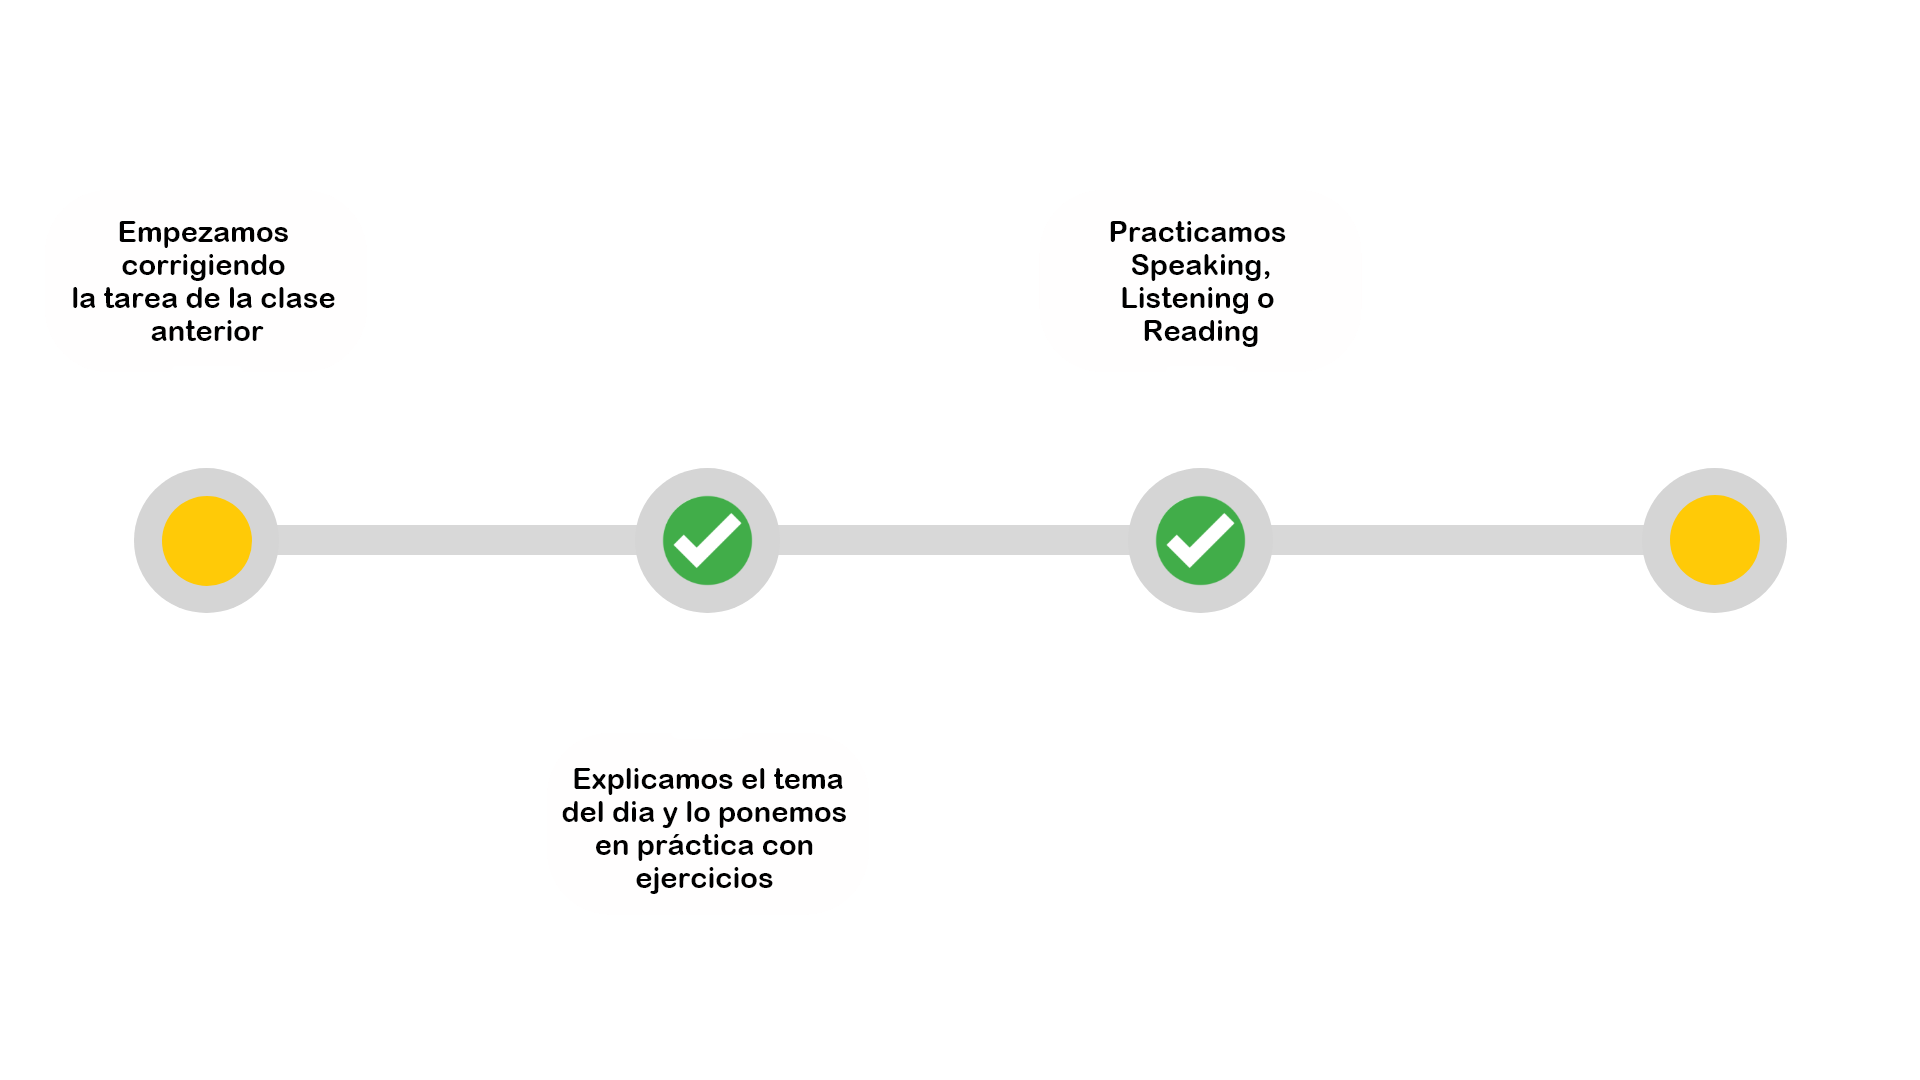 Empezamos
corrigiendo
la tarea de la clase
anterior
Explicamos el tema
del dia y lo ponemos
en práctica con
ejercicios
Practicamos
Speaking,
Listening o
Reading